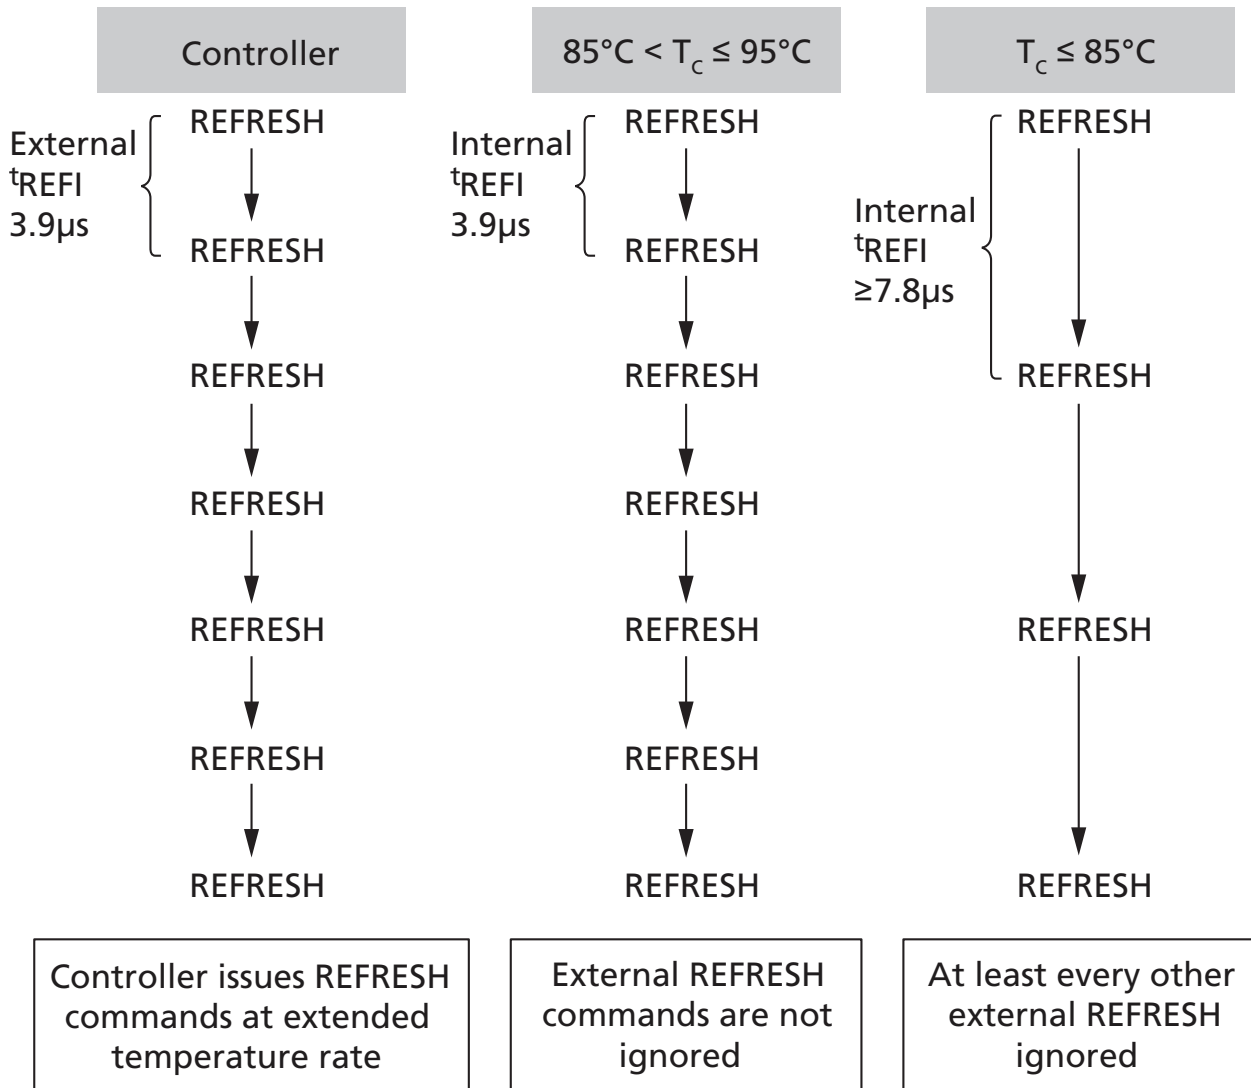 Controller
85°C < Tc ≤ 95°C
Tc ≤ 85°C
External
tREFI
3.9µs
REFRESH
REFRESH
REFRESH
REFRESH
REFRESH
REFRESH
REFRESH
Internal
tREFI
3.9µs
REFRESH
REFRESH
REFRESH
REFRESH
REFRESH
REFRESH
REFRESH
Internal
tREFI
≥7.8µs
REFRESH
REFRESH
REFRESH
REFRESH
Controller issues REFRESH
commands at extended
temperature rate
External REFRESH
commands are not
ignored
At least every other
external REFRESH
ignored